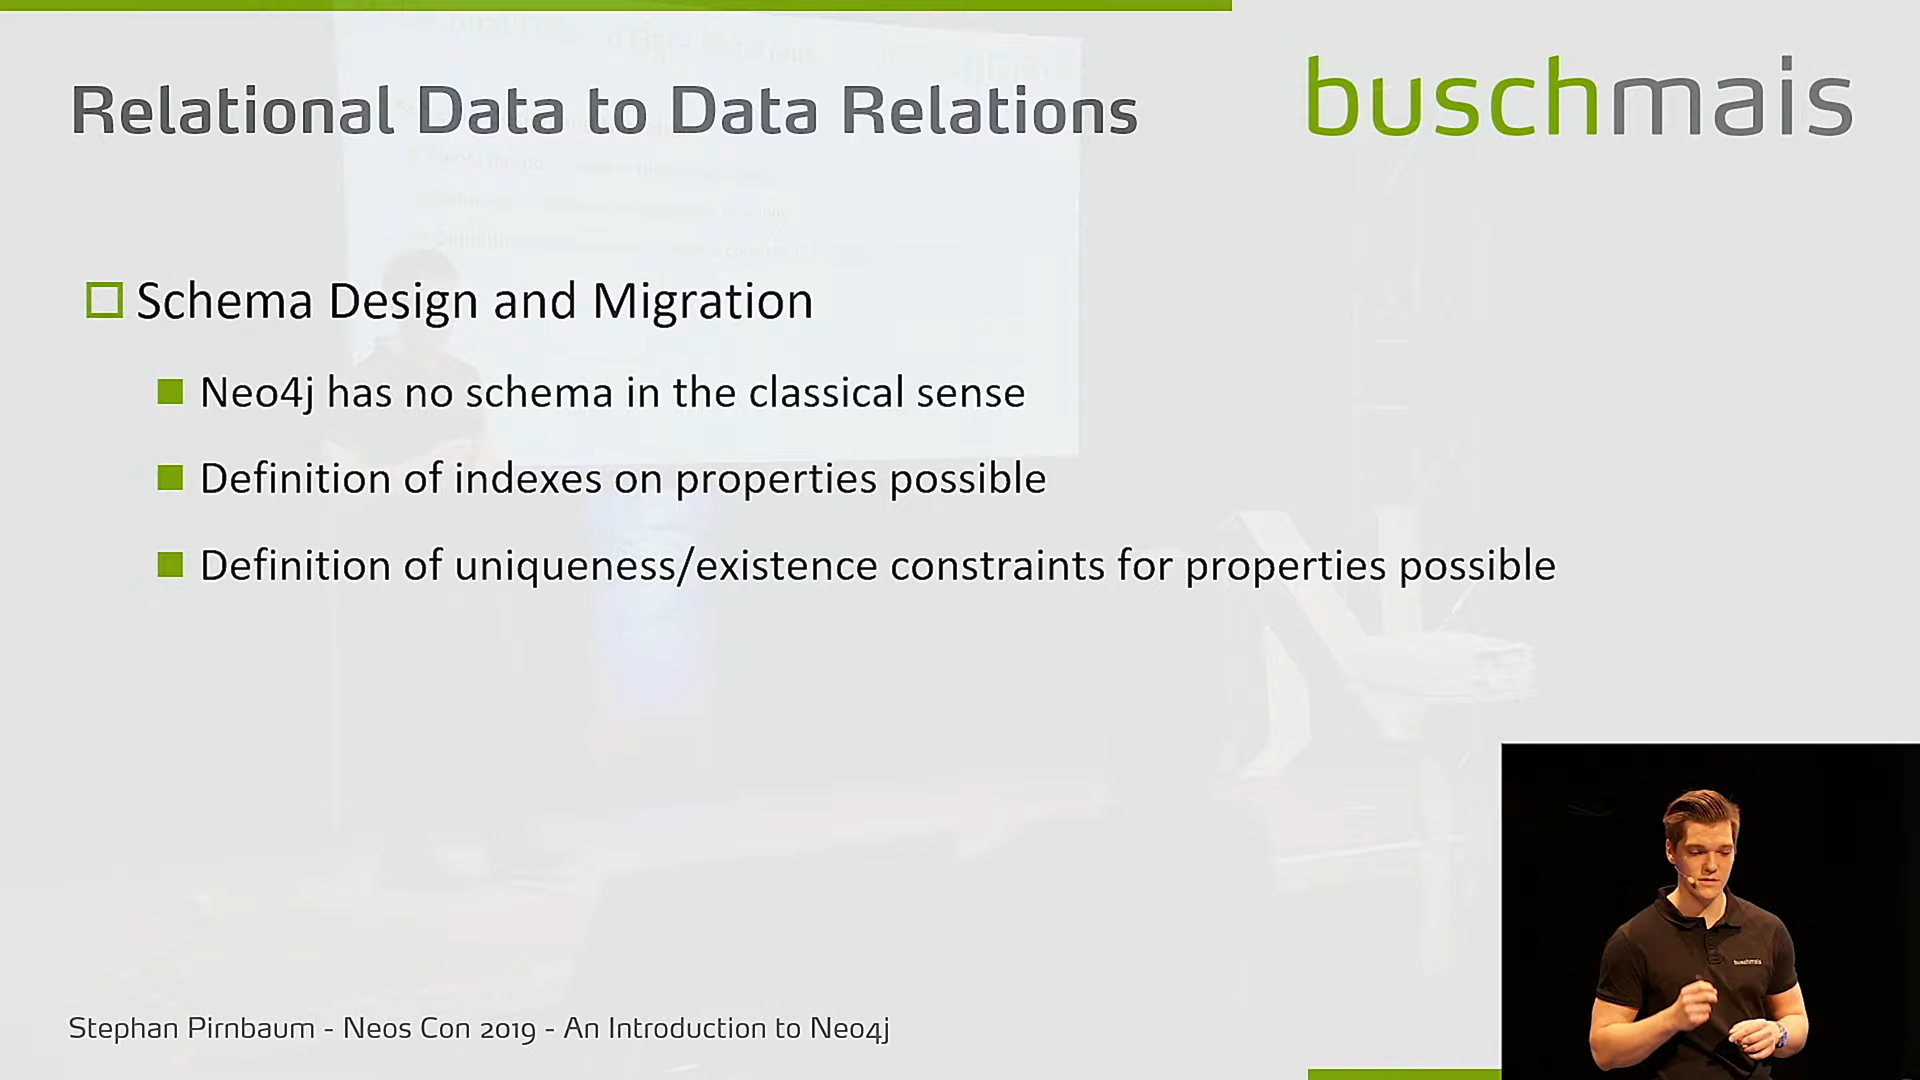 Relational Data to Data Relations
buschmais
Schema Design and Migration
Neo4j has no schema in the classical sense
Definition of indexes on properties possible
Definition of uniqueness/existence constraints for properties possible
buschmais
Stephan Pirnbaum - Neos Con 2019 - An Introduction to Neo4j